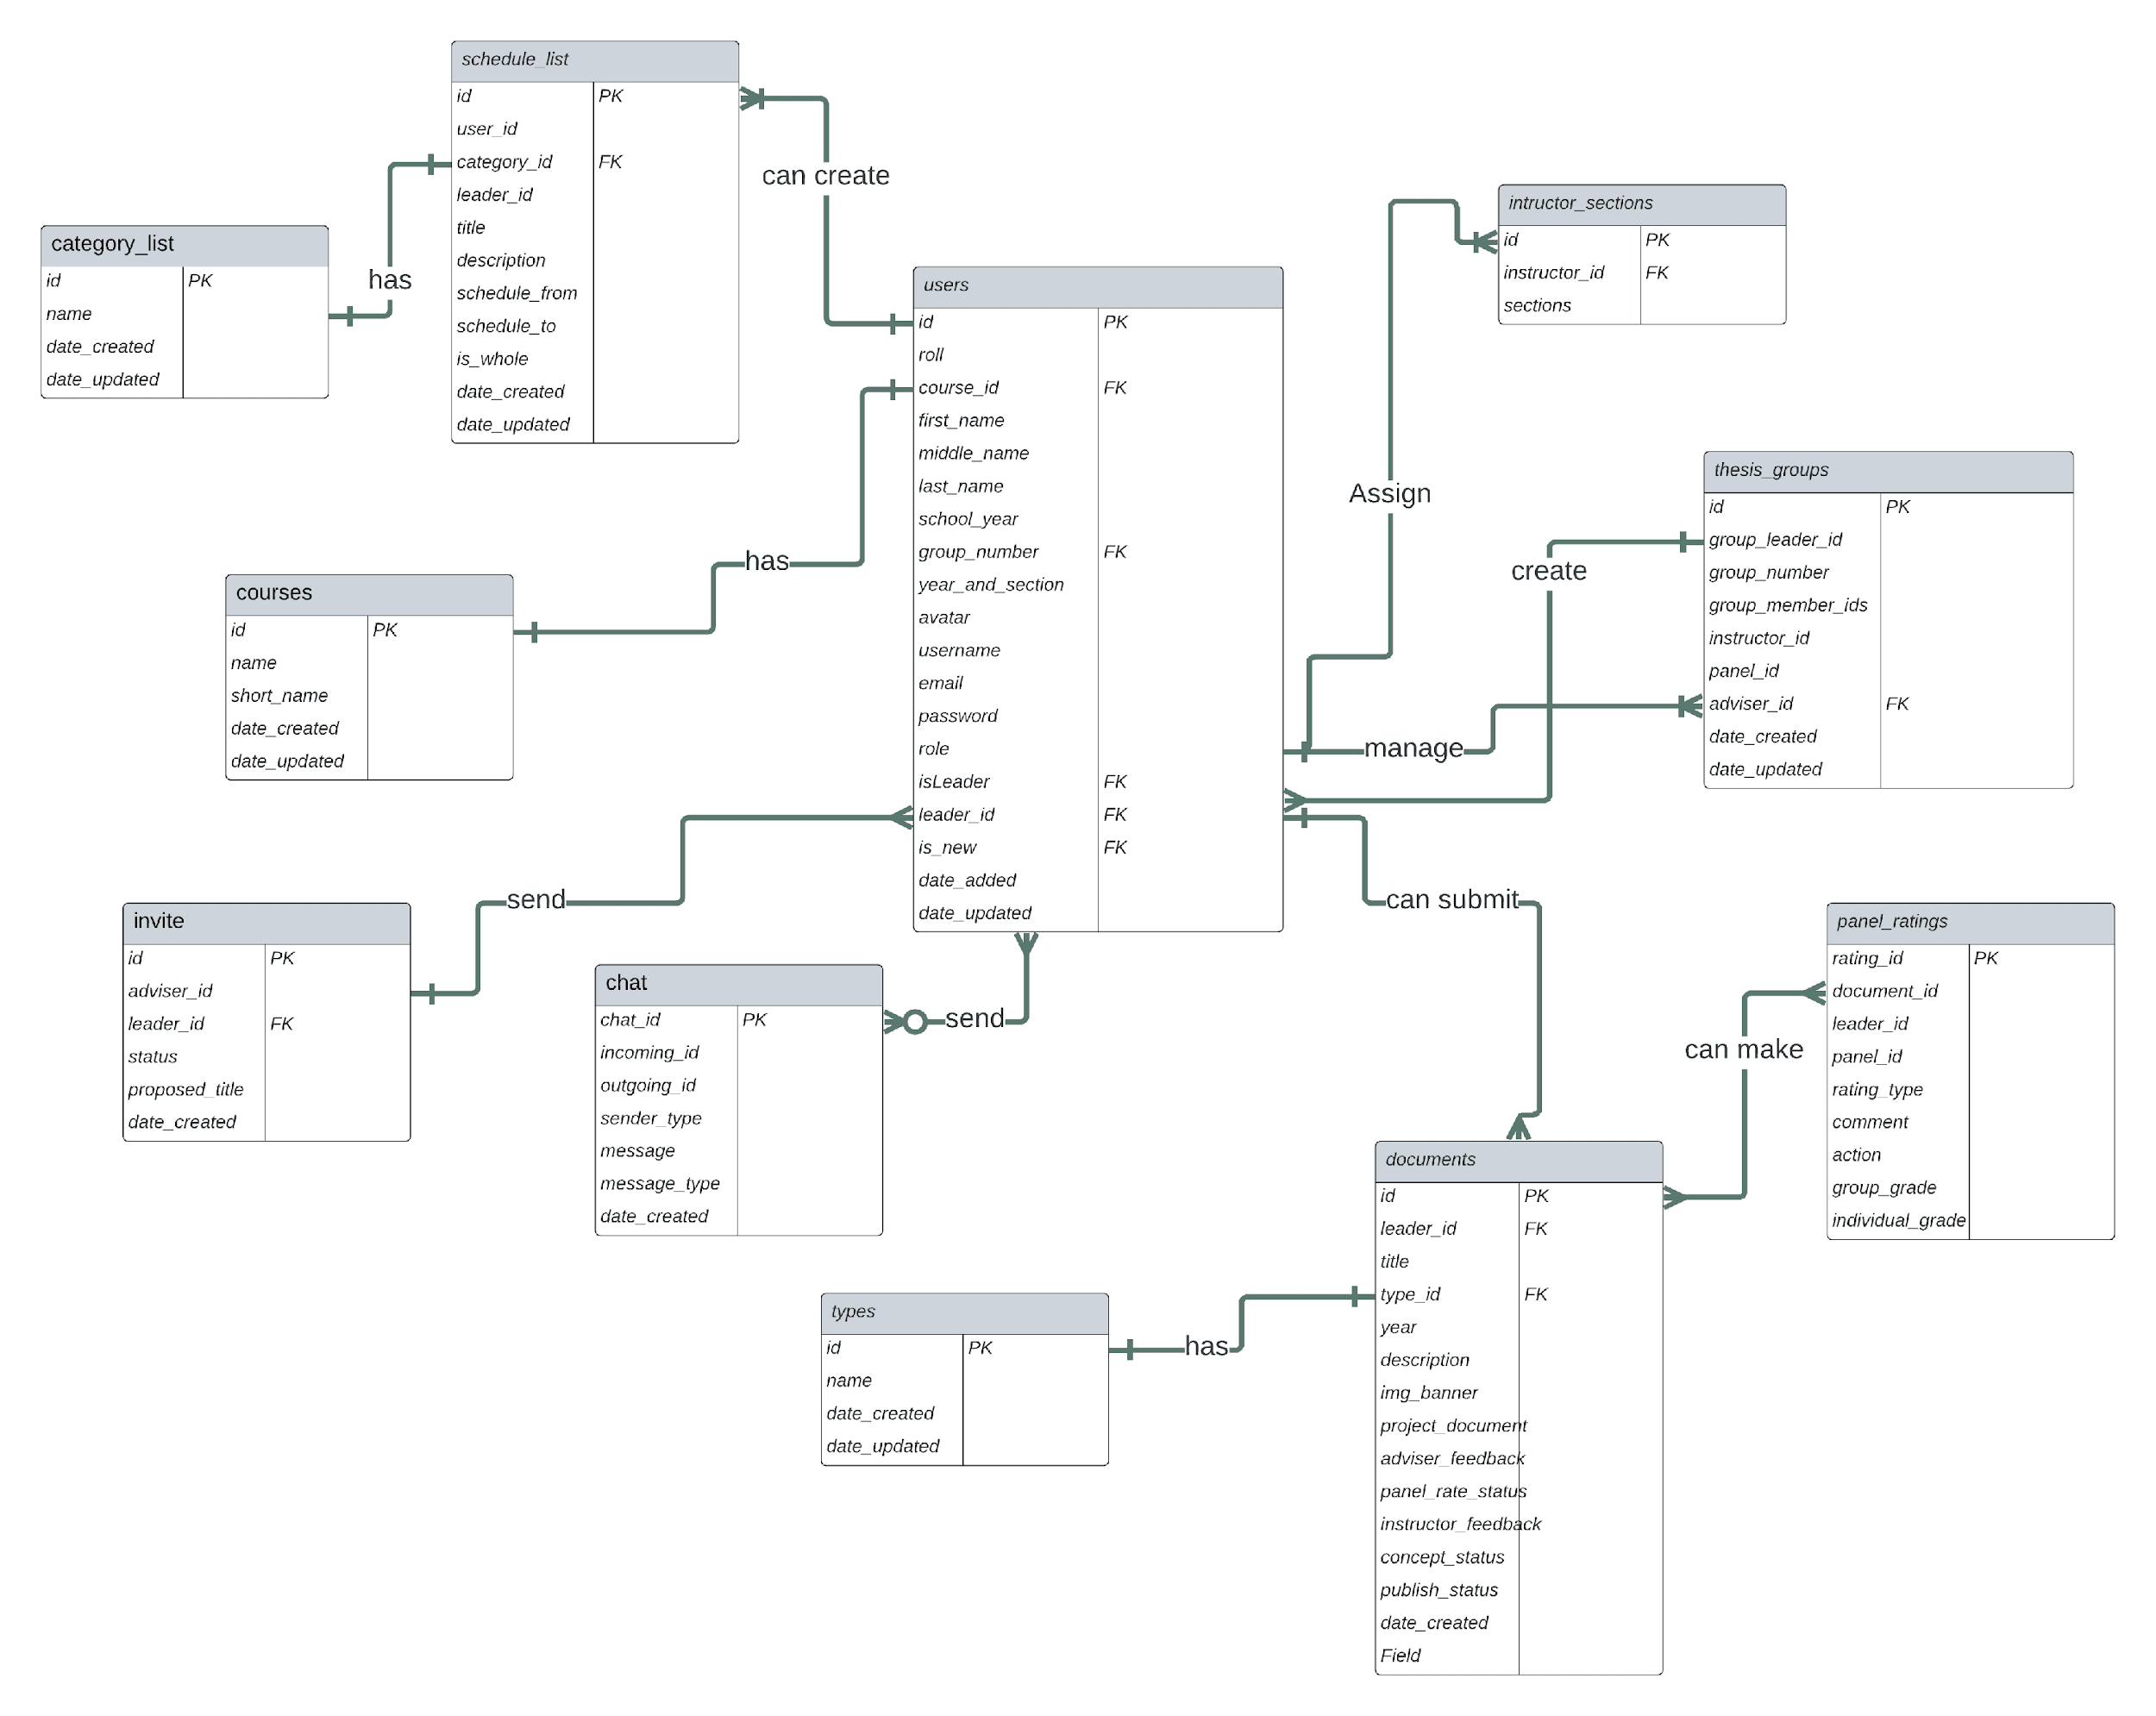 schedule_list
id PK
user_id
category_id FK
leader_id
title
description
schedule_from
schedule_to
is_whole
date_created
date_updated
can create
intructor_sections
id PK
instructor_id FK
sections
category_list
id PK
name
date_created
date_updated
has
users
id PK
roll
course_id FK
first_name
middle_name
last_name
school_year
group_number FK
year_and_section
avatar
username
email
password
role
isLeader FK
leader_id FK
is_new FK
date_added
date_updated
Assign
thesis_groups
id PK
group_leader_id
group_number
group_member_ids
instructor_id
panel_id
adviser_id FK
date_created
date_updated
create
manage
has
courses
id PK
name
short_name
date_created
date_updated
send
can submit
invite
id PK
adviser_id
leader_id FK
status
proposed_title
date_created
chat
chat_id PK
incoming_id
outgoing_id
sender_type
message
message_type
date_created
send
panel_ratings
rating_id PK
document_id
leader_id
panel_id
rating_type
comment
action
group_grade
individual_grade
can make
documents
id PK
leader_id FK
title
type_id FK
year
description
img_banner
project_document
adviser_feedback
panel_rate_status
instructor_feedback
concept_status
publish_status
date_created
Field
types
id PK
name
date_created
date_updated
has